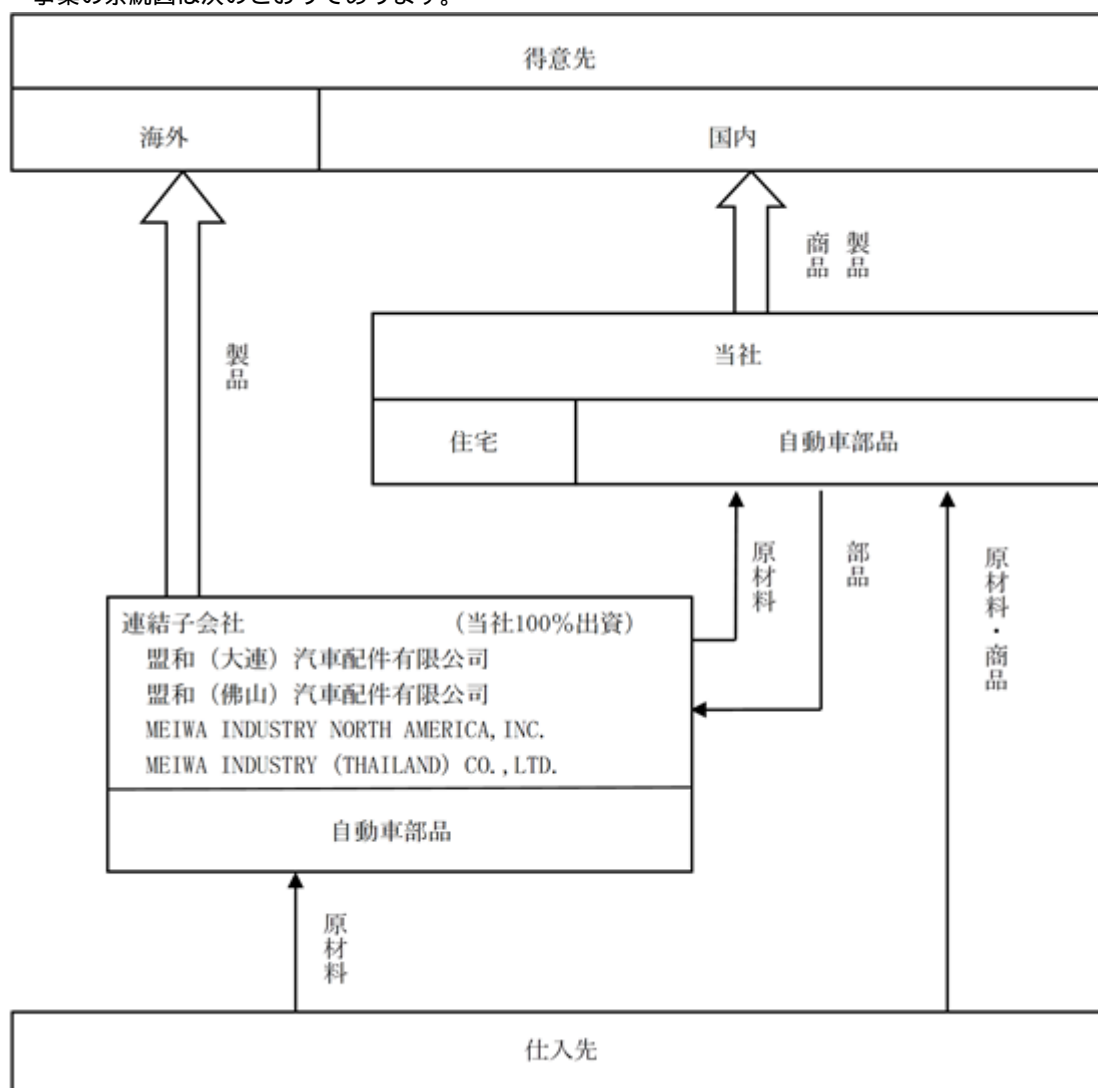 事業の系統図は次のとおりであります。
得意先
海外
国内
商品
製品
製品
当社
住宅
自動車部品
原材料
部品
原材料・商品
連結子会社 (当社100%出資)
盟和(大連)汽車配件有限公司
盟和(佛山)汽車配件有限公司
MEIWA INDUSTRY NORTH AMERICA,INC.
MEIWA INDUSTRY (THAILAND) CO.,LTD.
自動車部品
原材料
仕入先